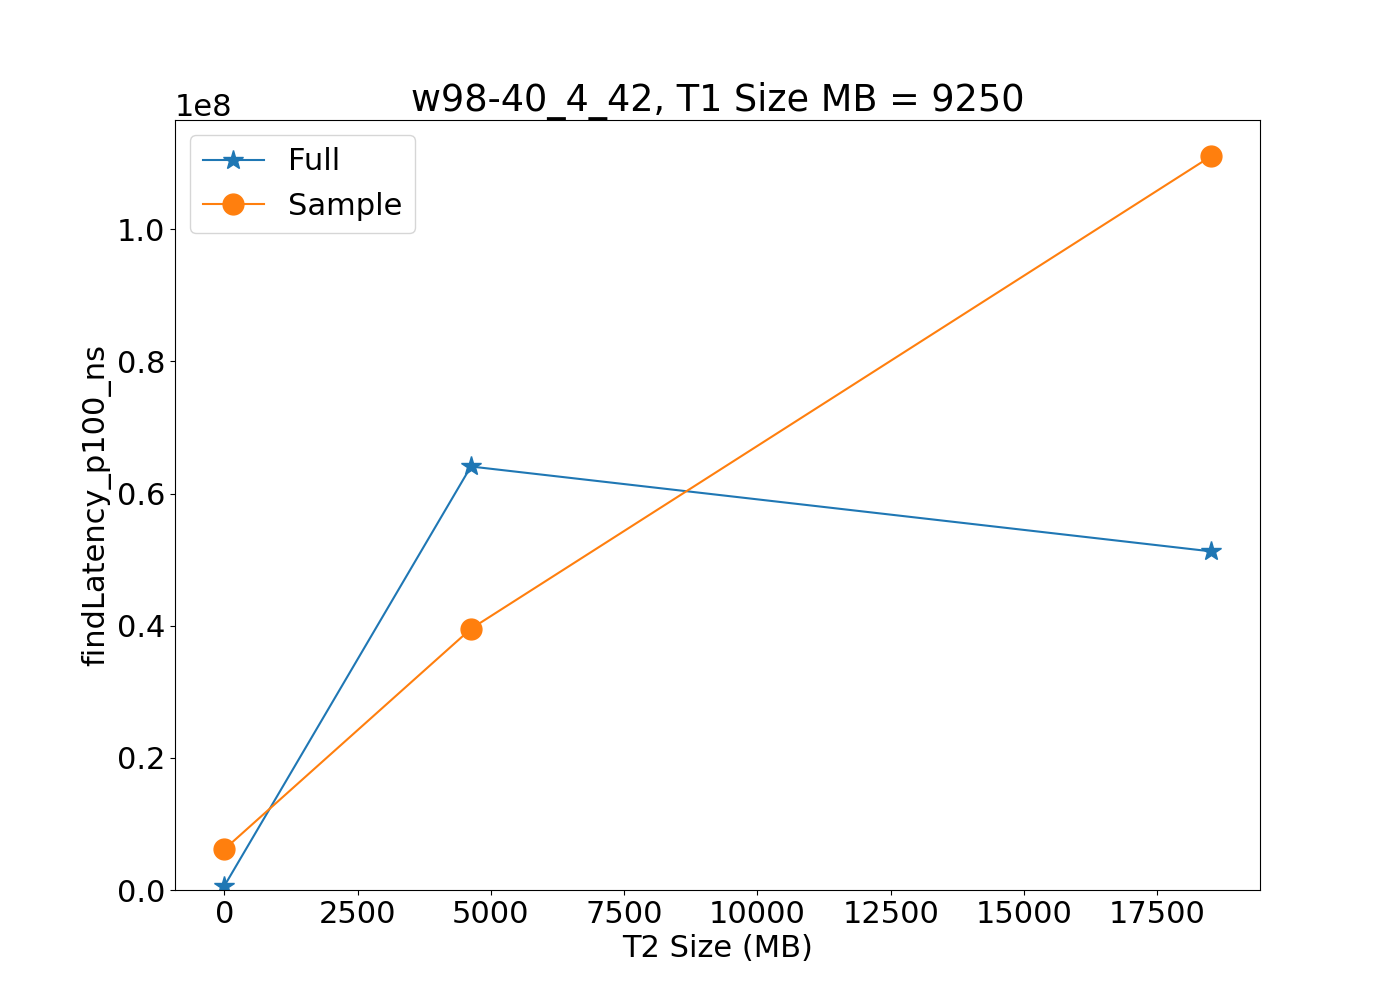 w98-40_4_42, T1 Size MB = 9250
1e8
Full
Sample
1.0
0.8
0.6
0.4
0.2
0.0
findLatency_p100_ns
0 2500 5000 7500 10000 12500 15000 17500
T2 Size (MB)